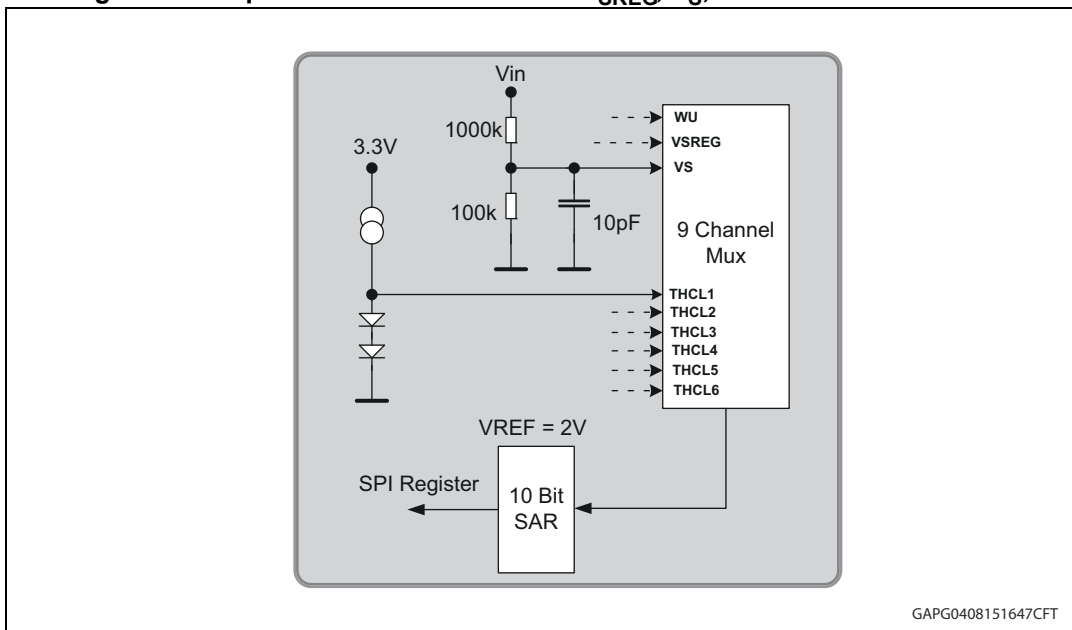 Vin
1000k
3.3V
100k
10pF
WU
VSREG
VS
9 Channel
Mux
THCL1
THCL2
THCL3
THCL4
THCL5
THCL6
VREF = 2V
SPI Register
10 Bit
SAR
GAPG0408151647CFT